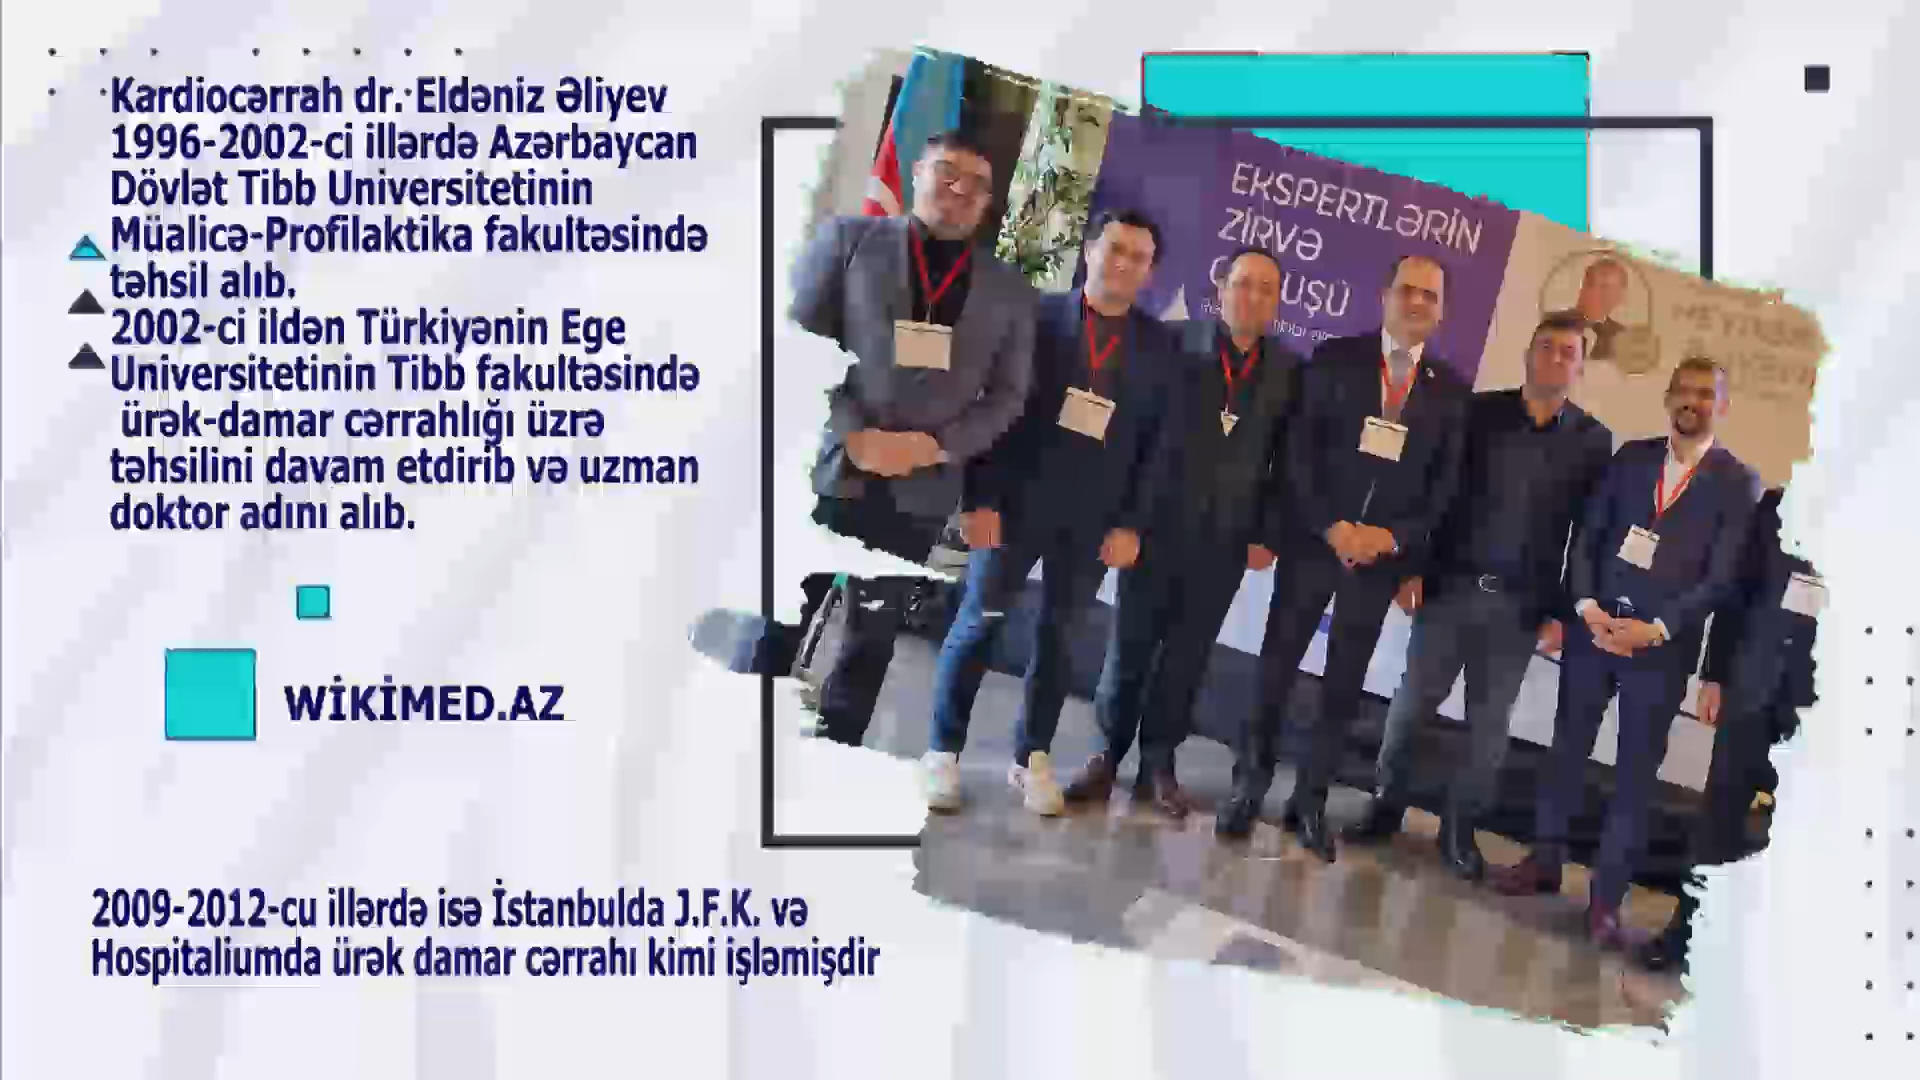 Kardiocərrah dr. Eldəniz Əliyev
1996-2002-ci illərdə Azərbaycan
Dövlət Tibb Universitetinin
Müalicə-Profilaktika fakultəsində
təhsil alıb.
2002-ci ildən Türkiyənin Ege
Universitetinin Tibb fakultəsində
ürək-damar cərrahlığı üzrə
təhsilini davam etdirib və uzman
doktor adını alıb.
WİKİMED.AZ
2009-2012-cu illərdə isə İstanbulda J.F.K. və
Hospitaliumda ürək damar cərrahı kimi işləmişdir
EKSPERTLƏRİN
ZİRVƏ